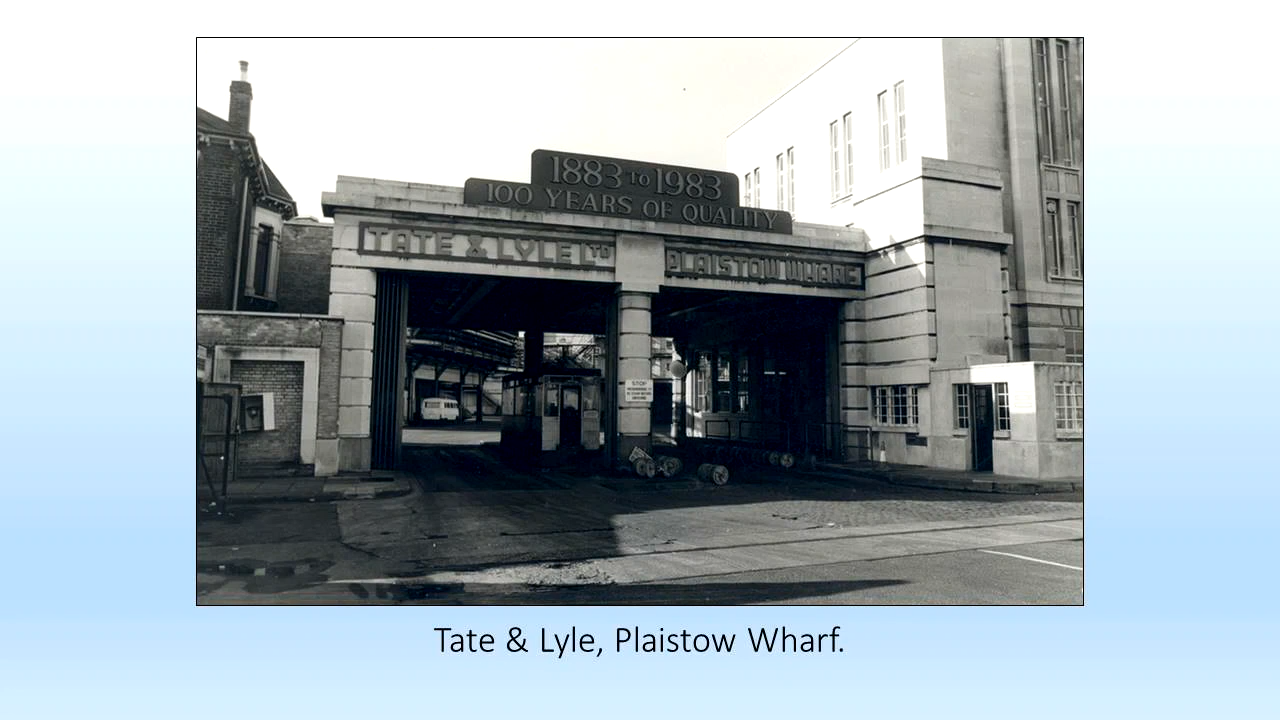 1883 TO 1983
100 YEARS OF QUALITY
TATE & LYLE LTD
PLAISTOW WHARF
STOP
Tate & Lyle, Plaistow Wharf.